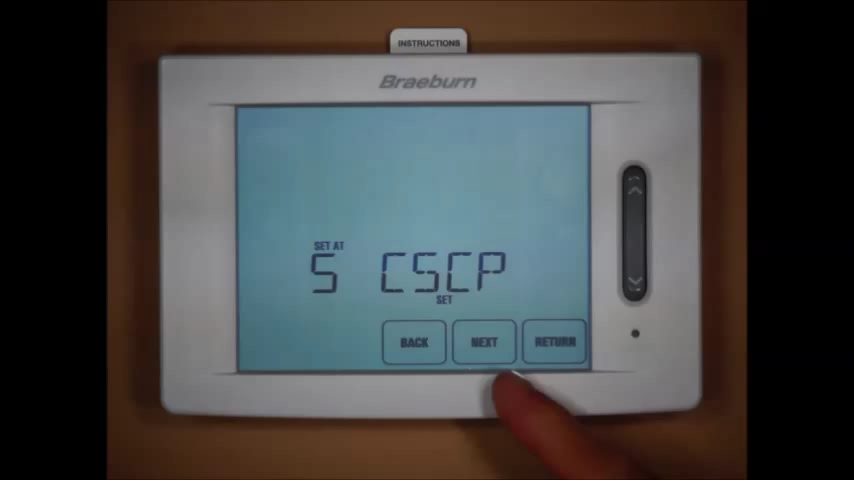 INSTRUCTIONS
Braeburn
SET AT
5 CSCP
SET
BACK NEXT RETURN